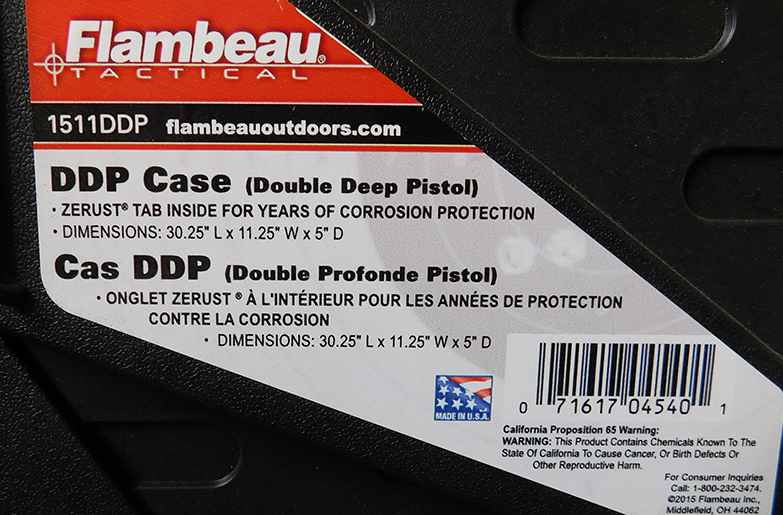 Flambeau®
TACTICAL
1511DDP flambeauoutdoors.com
DDP Case (Double Deep Pistol)
• ZERUST® TAB INSIDE FOR YEARS OF CORROSION PROTECTION
• DIMENSIONS: 30.25" L x 11.25" W x 5" D
Cas DDP (Double Profonde Pistol)
• ONGLET ZERUST® À L'INTÉRIEUR POUR LES ANNÉES DE PROTECTION
CONTRE LA CORROSION
• DIMENSIONS: 30.25" L x 11.25" W x 5" D
MADE IN U.S.A.
0 71617 04540 1
California Proposition 65 Warning:
WARNING: This Product Contains Chemicals Known To The
State Of California To Cause Cancer, Or Birth Defects Or
Other Reproductive Harm.
For Consumer Inquiries
Call: 1-800-232-3474.
©2015 Flambeau Inc.,
Middlefield, OH 44062